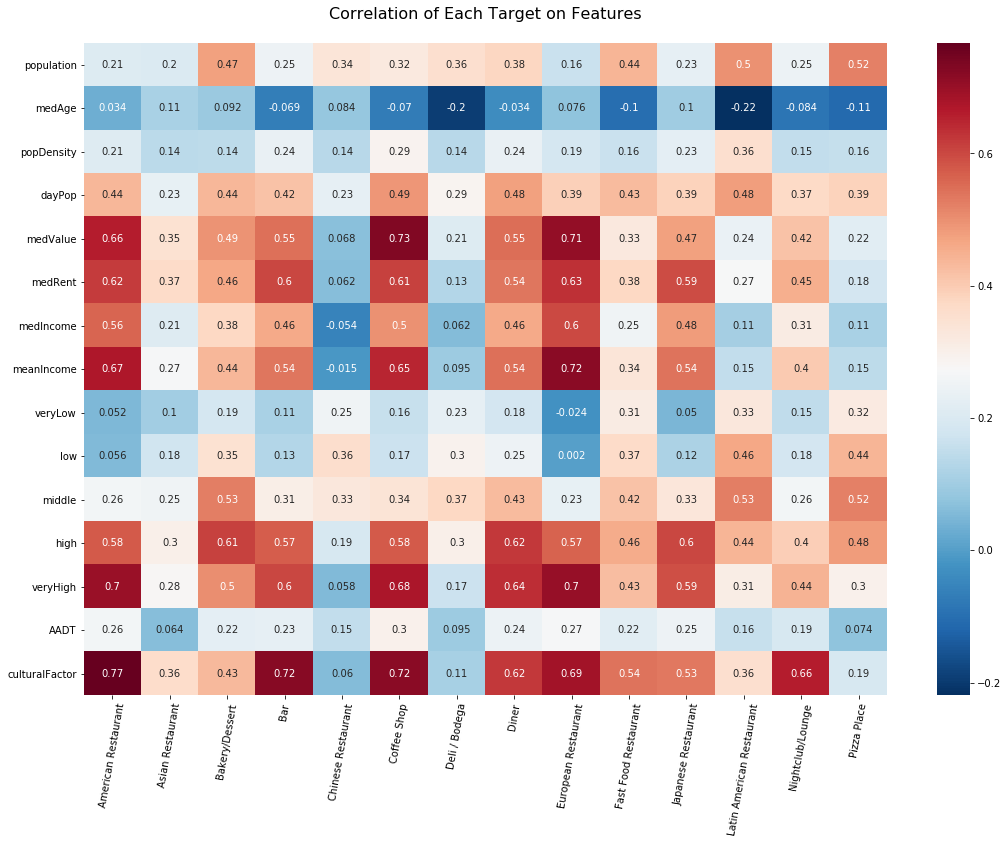 Correlation of Each Target on Features
population 0.21 0.2 0.47 0.25 0.34 0.32 0.36 0.38 0.16 0.44 0.23 0.5 0.25 0.52
medAge 0.034 0.11 0.092 -0.069 0.084 -0.07 -0.2 -0.034 0.076 -0.1 0.1 -0.22 -0.084 -0.11
popDensity 0.21 0.14 0.14 0.24 0.14 0.29 0.14 0.24 0.19 0.16 0.23 0.36 0.15 0.16
dayPop 0.44 0.23 0.44 0.42 0.23 0.49 0.29 0.48 0.39 0.43 0.39 0.48 0.37 0.39
medValue 0.66 0.35 0.49 0.55 0.068 0.73 0.21 0.55 0.71 0.33 0.47 0.24 0.42 0.22
medRent 0.62 0.37 0.46 0.6 0.062 0.61 0.13 0.54 0.63 0.38 0.59 0.27 0.45 0.18
medIncome 0.56 0.21 0.38 0.46 -0.054 0.5 0.062 0.46 0.6 0.25 0.48 0.11 0.31 0.11
meanIncome 0.67 0.27 0.44 0.54 -0.015 0.65 0.095 0.54 0.72 0.34 0.54 0.15 0.4 0.15
veryLow 0.052 0.1 0.19 0.11 0.25 0.16 0.23 0.18 -0.024 0.31 0.05 0.33 0.15 0.32
low 0.056 0.18 0.35 0.13 0.36 0.17 0.3 0.25 0.002 0.37 0.12 0.46 0.18 0.44
middle 0.26 0.25 0.53 0.31 0.33 0.34 0.37 0.43 0.23 0.42 0.33 0.53 0.26 0.52
high 0.58 0.3 0.61 0.57 0.19 0.58 0.3 0.62 0.57 0.46 0.6 0.44 0.4 0.48
veryHigh 0.7 0.28 0.5 0.6 0.058 0.68 0.17 0.64 0.7 0.43 0.59 0.31 0.44 0.3
AADT 0.26 0.064 0.22 0.23 0.15 0.3 0.095 0.24 0.27 0.22 0.25 0.16 0.19 0.074
culturalFactor 0.77 0.36 0.43 0.72 0.06 0.72 0.11 0.62 0.69 0.54 0.53 0.36 0.66 0.19
American Restaurant
Asian Restaurant
Bakery/Dessert
Bar
Chinese Restaurant
Coffee Shop
Deli / Bodega
Diner
European Restaurant
Fast Food Restaurant
Japanese Restaurant
Latin American Restaurant
Nightclub/Lounge
Pizza Place
0.6
0.4
0.2
0.0
−0.2